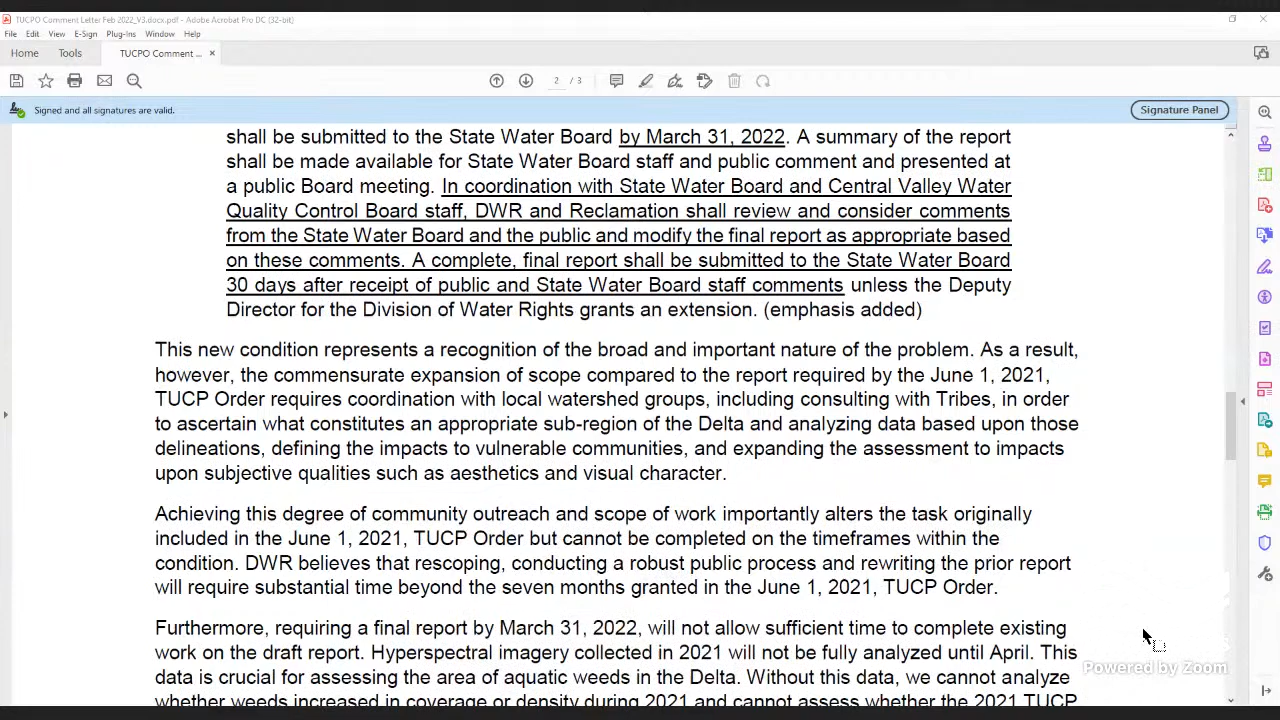 TUCPO Comment Letter Feb 2022_V3.docx.pdf - Adobe Acrobat Pro DC (32-bit)
File Edit View E-Sign Plug-Ins Window Help
Home Tools TUCPO Comment ... ×
2 / 3
Signed and all signatures are valid.
Signature Panel
shall be submitted to the State Water Board by March 31, 2022. A summary of the report
shall be made available for State Water Board staff and public comment and presented at
a public Board meeting. In coordination with State Water Board and Central Valley Water
Quality Control Board staff, DWR and Reclamation shall review and consider comments
from the State Water Board and the public and modify the final report as appropriate based
on these comments. A complete, final report shall be submitted to the State Water Board
30 days after receipt of public and State Water Board staff comments unless the Deputy
Director for the Division of Water Rights grants an extension. (emphasis added)
This new condition represents a recognition of the broad and important nature of the problem. As a result,
however, the commensurate expansion of scope compared to the report required by the June 1, 2021,
TUCP Order requires coordination with local watershed groups, including consulting with Tribes, in order
to ascertain what constitutes an appropriate sub-region of the Delta and analyzing data based upon those
delineations, defining the impacts to vulnerable communities, and expanding the assessment to impacts
upon subjective qualities such as aesthetics and visual character.
Achieving this degree of community outreach and scope of work importantly alters the task originally
included in the June 1, 2021, TUCP Order but cannot be completed on the timeframes within the
condition. DWR believes that rescoping, conducting a robust public process and rewriting the prior report
will require substantial time beyond the seven months granted in the June 1, 2021, TUCP Order.
Furthermore, requiring a final report by March 31, 2022, will not allow sufficient time to complete existing
work on the draft report. Hyperspectral imagery collected in 2021 will not be fully analyzed until April. This
data is crucial for assessing the area of aquatic weeds in the Delta. Without this data, we cannot analyze
whether weeds increased in coverage or density during 2021 and cannot assess whether the 2021 TUCP
Powered by Zoom